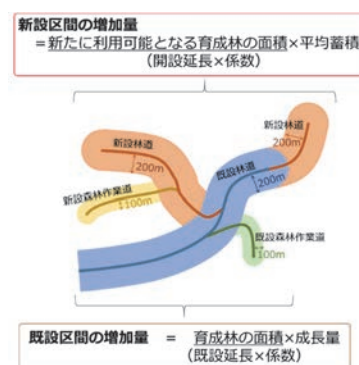 新設区間の増加量
=新たに利用可能となる育成林の面積×平均蓄積
(開設延長×係数)
新設林道
新設林道
200m
200m
既設林道
200m
新設森林作業道
100m
既設森林作業道
100m
既設区間の増加量 = 育成林の面積×成長量
(既設延長×係数)